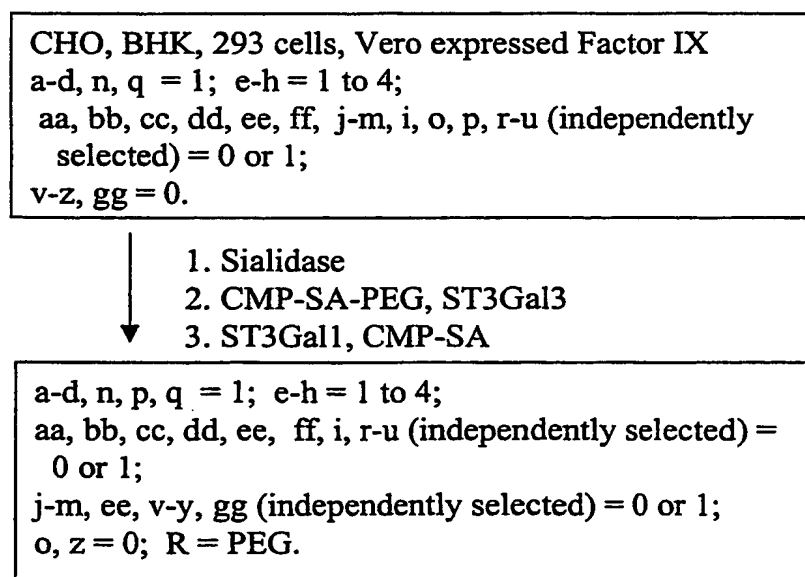 CHO, BHK, 293 cells, Vero expressed Factor IX
a-d, n, q = 1; e-h = 1 to 4;
aa, bb, cc, dd, ee, ff, j-m, i, o, p, r-u (independently
selected) = 0 or 1;
v-z, gg = 0.
1. Sialidase
2. CMP-SA-PEG, ST3Gal3
3. ST3Gal1, CMP-SA
a-d, n, p, q = 1; e-h = 1 to 4;
aa, bb, cc, dd, ee, ff, i, r-u (independently selected) =
0 or 1;
j-m, ee, v-y, gg (independently selected) = 0 or 1;
o, z = 0; R = PEG.